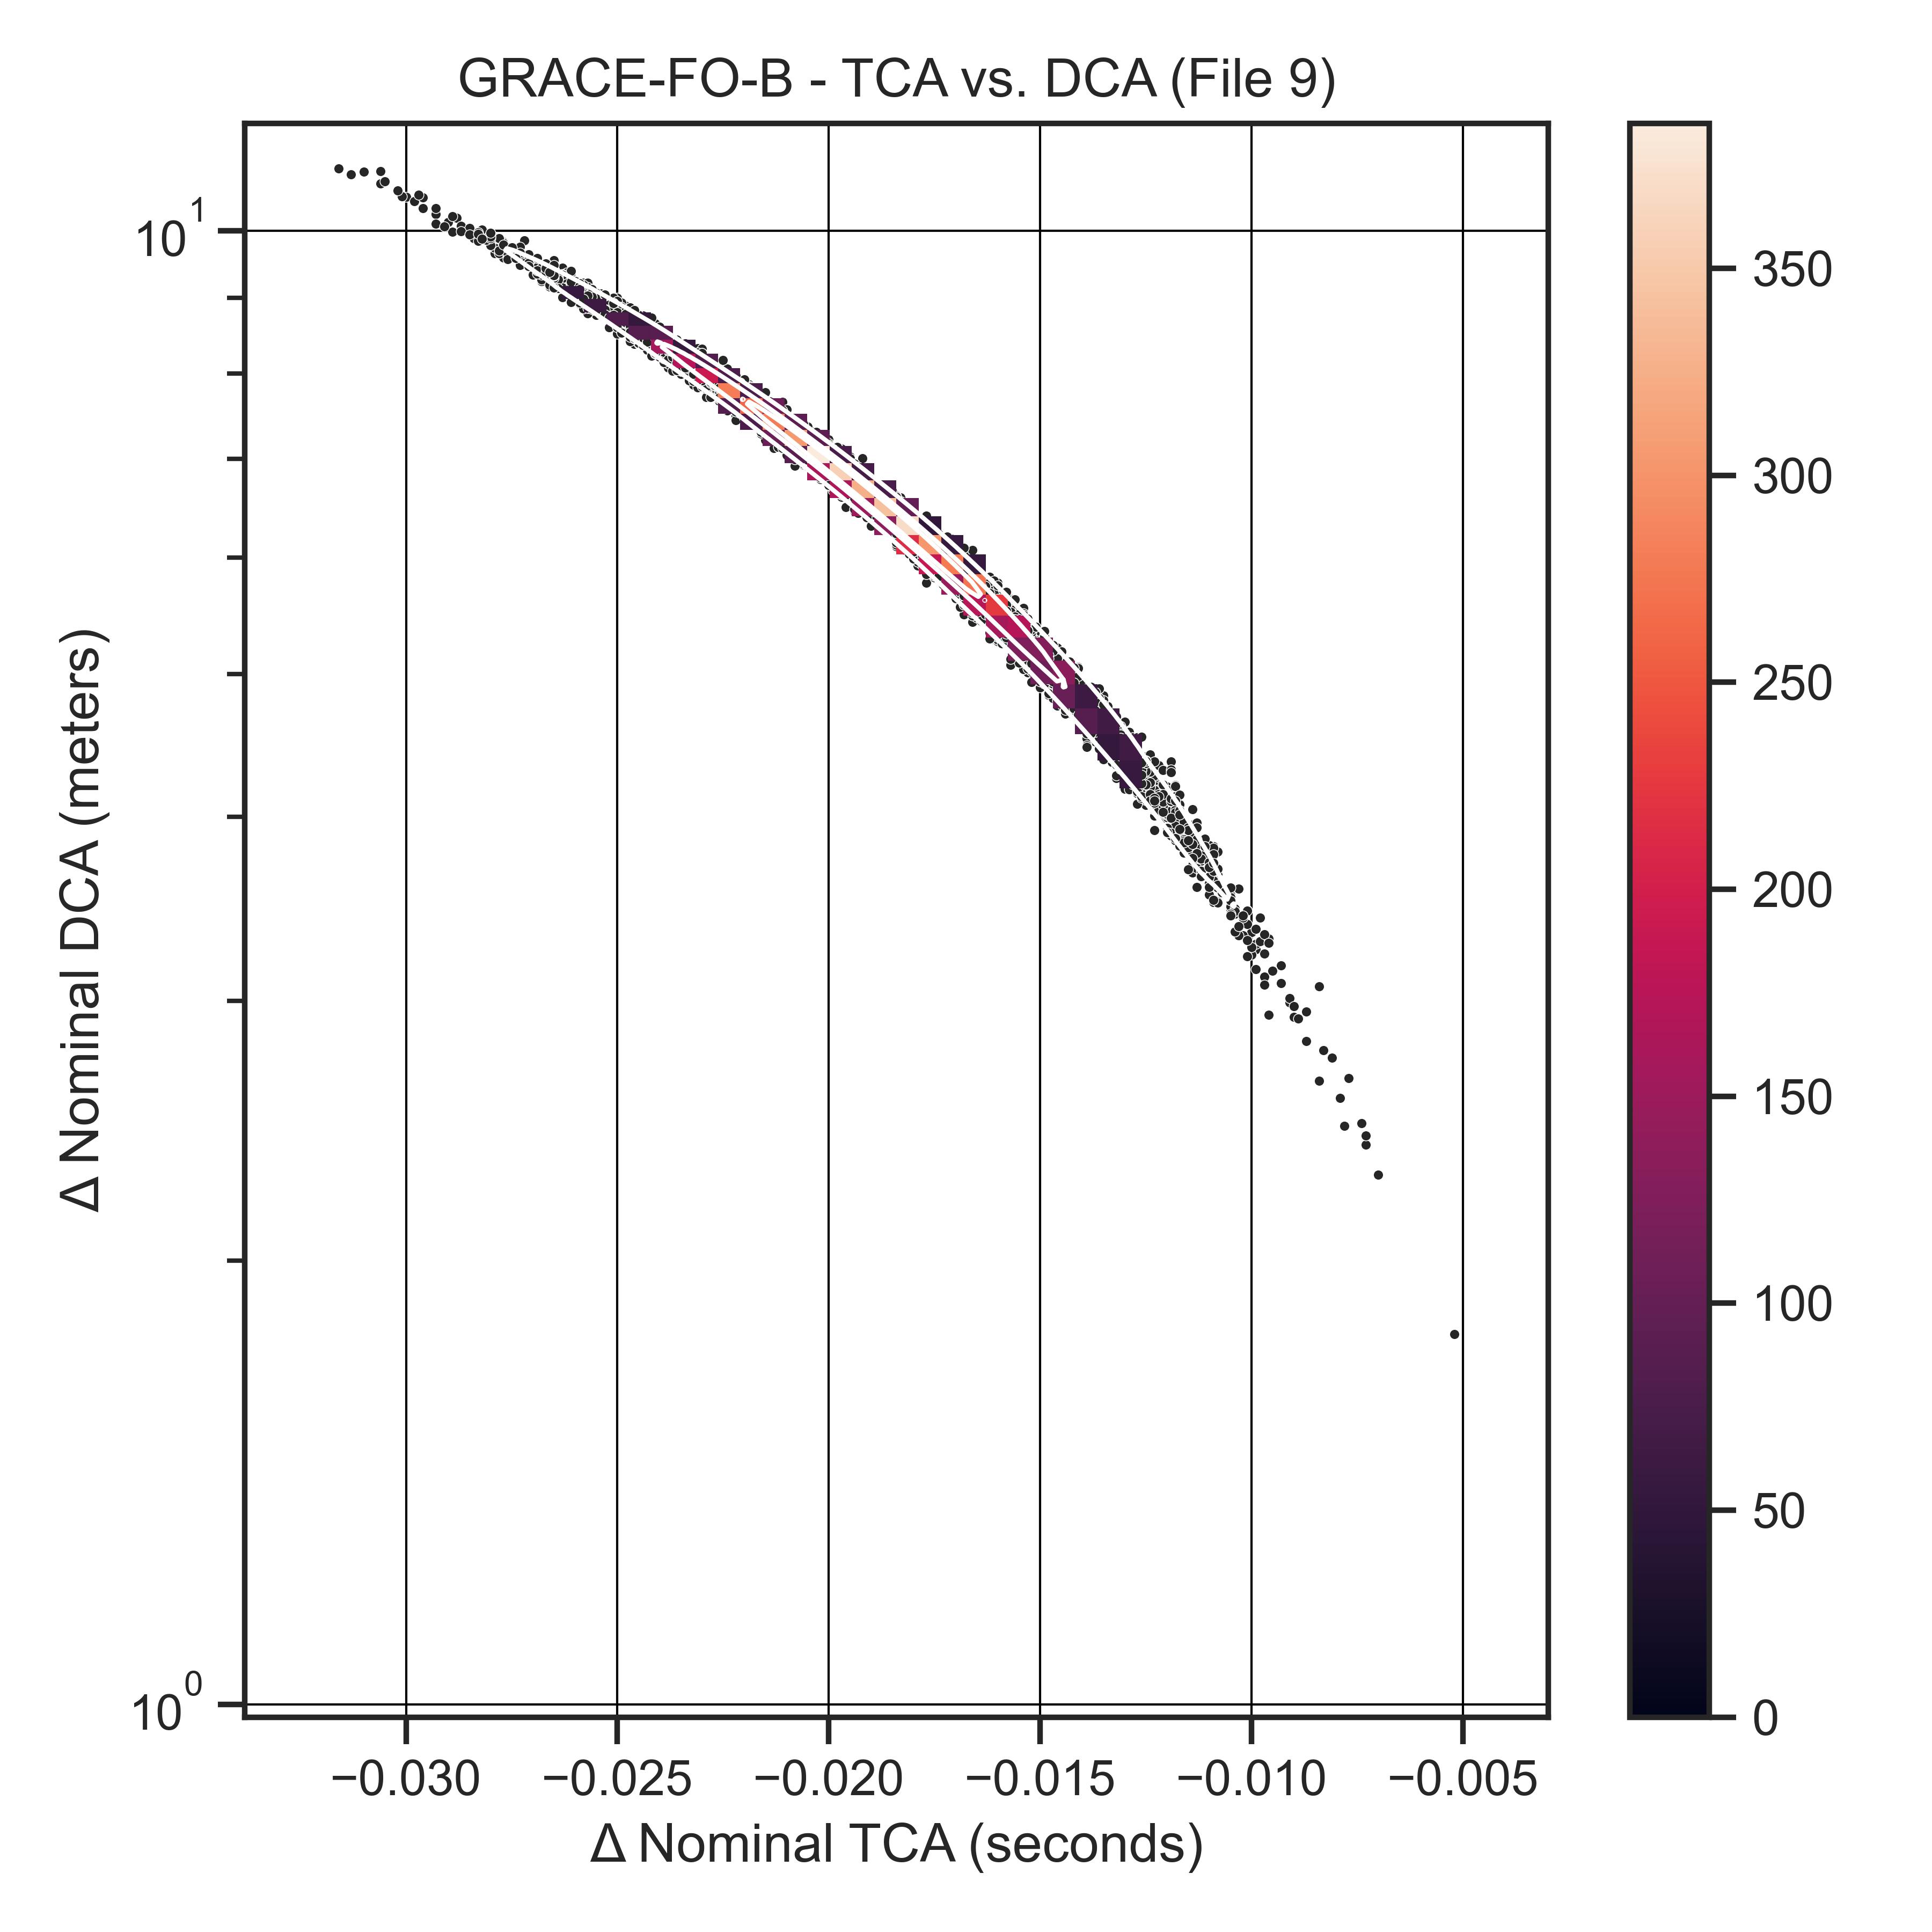 GRACE-FO-B - TCA vs. DCA (File 9)
10^1
10^0
Δ Nominal DCA (meters)
−0.030 −0.025 −0.020 −0.015 −0.010 −0.005
Δ Nominal TCA (seconds)
350
300
250
200
150
100
50
0